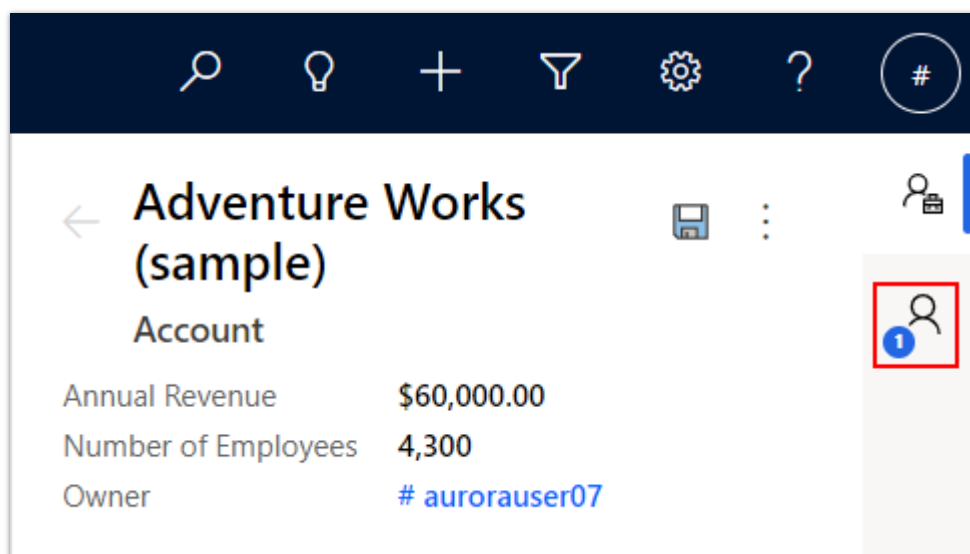 ?
#
Adventure Works
(sample)
Account
1
Annual Revenue $60,000.00
Number of Employees 4,300
Owner # aurorauser07